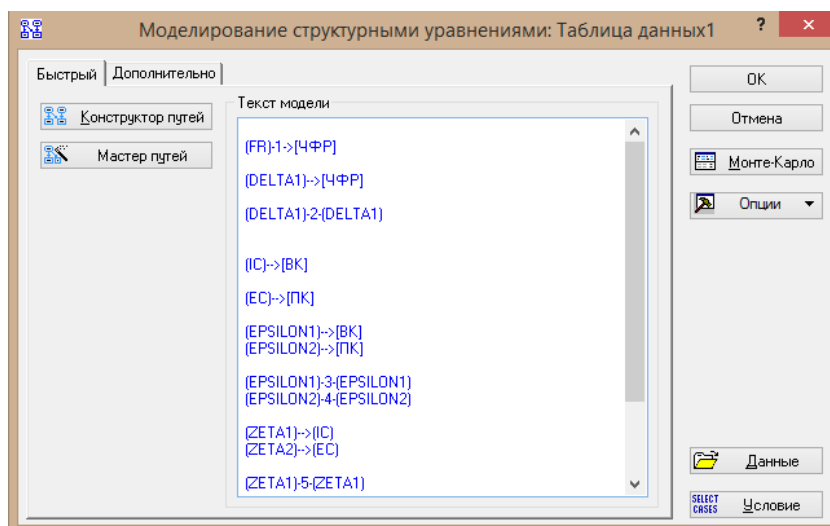 Моделирование структурными уравнениями: Таблица данных1
?
×
Быстрый
Дополнительно
Конструктор путей
Мастер путей
Текст модели
(FR)-1->[ЧФР]
(DELTA1)-->[ЧФР]
(DELTA1)-2-(DELTA1)
(IC)-->[ВК]
(EC)-->[ПК]
(EPSILON1)-->[ВК]
(EPSILON2)-->[ПК]
(EPSILON1)-3-(EPSILON1)
(EPSILON2)-4-(EPSILON2)
(ZETA1)-->(IC)
(ZETA2)-->(EC)
(ZETA1)-5-(ZETA1)
OK
Отмена
Монте-Карло
Опции
Данные
SELECT
CASES
Условие